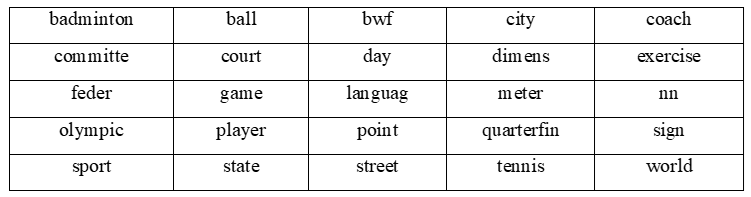 badminton ball bwf city coach
committe court day dimens exercise
feder game languag meter nn
olympic player point quarterfin sign
sport state street tennis world